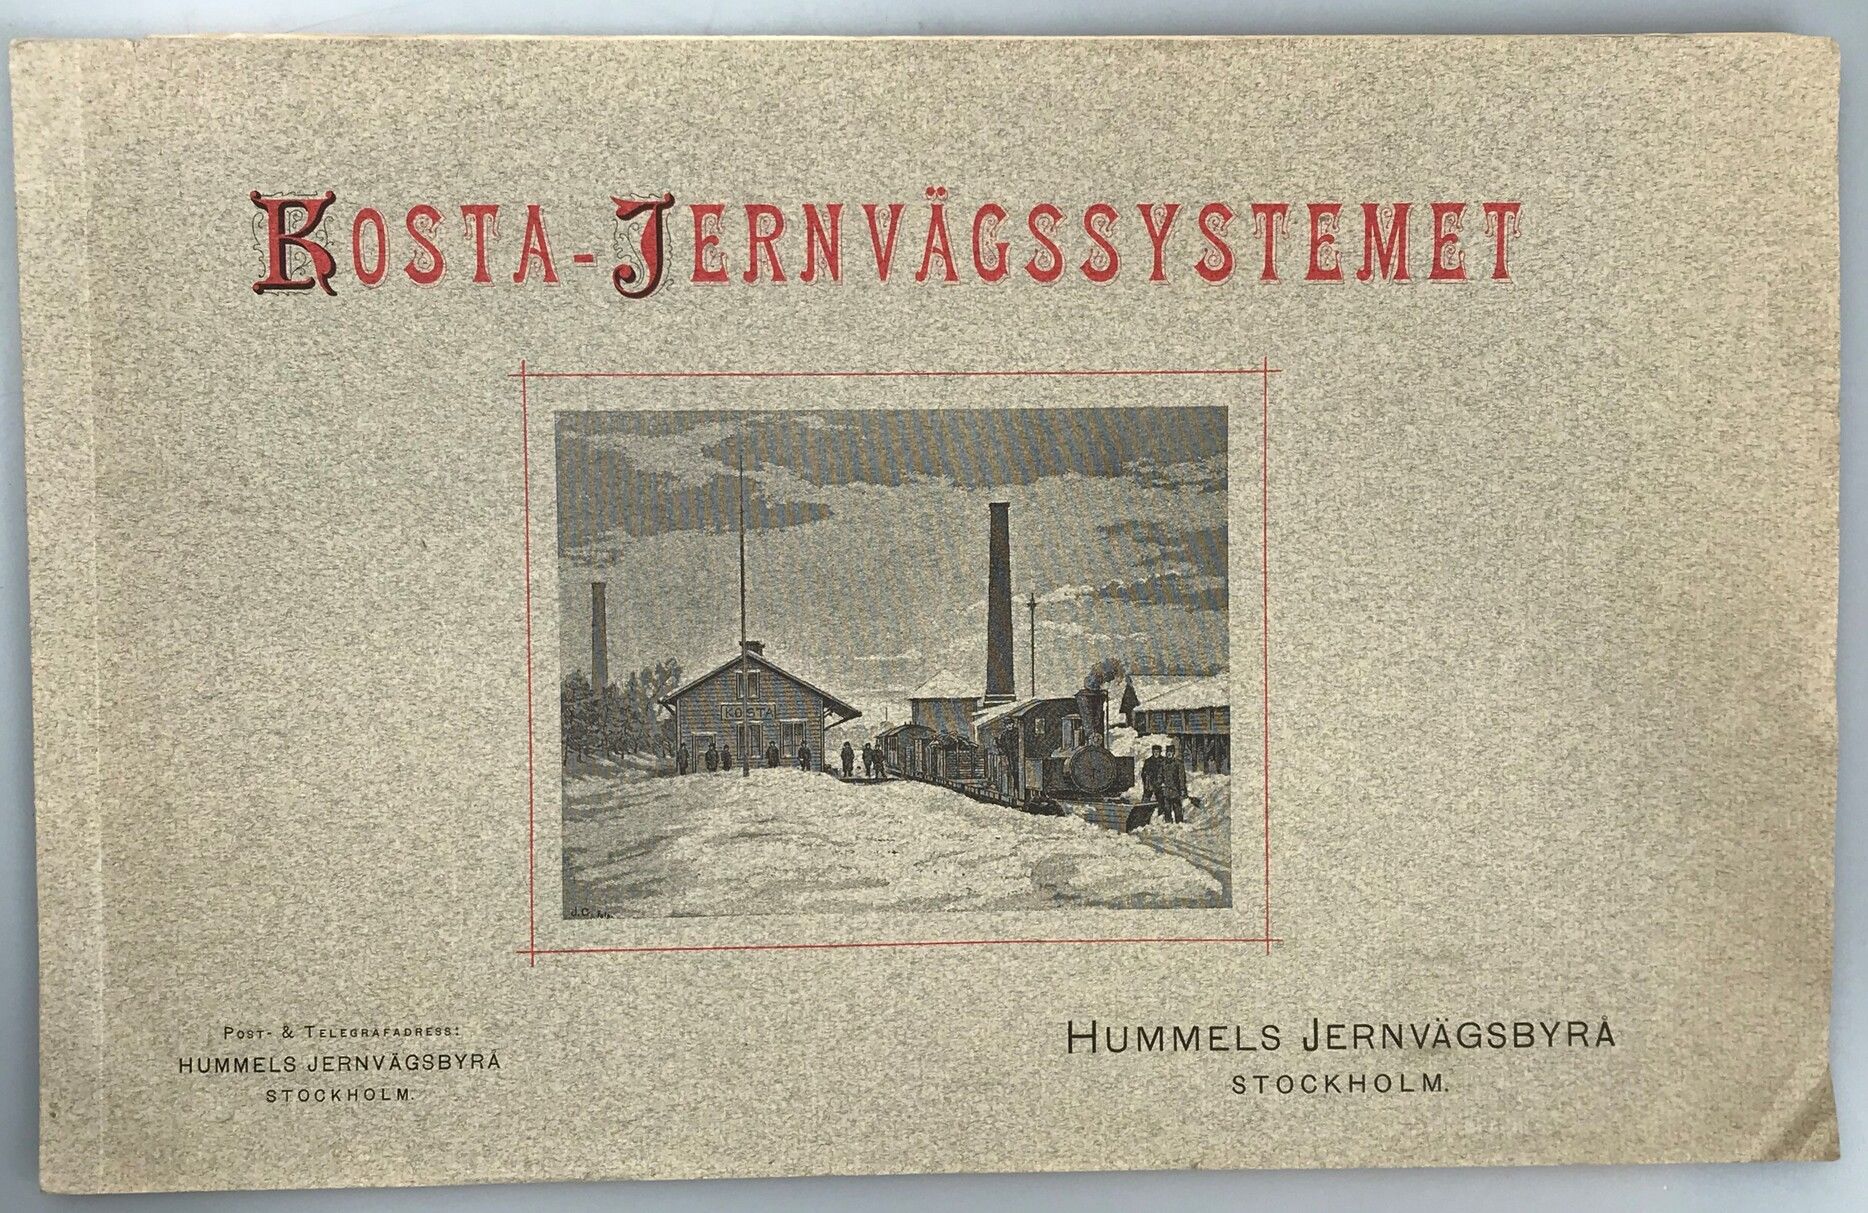 KOSTA-JERNVÄGSSYSTEMET
KOSTA
POST- & TELEGRAFADRESS:
HUMMELS JERNVÄGSBYRÅ
STOCKHOLM.
HUMMELS JERNVÄGSBYRÅ
STOCKHOLM.